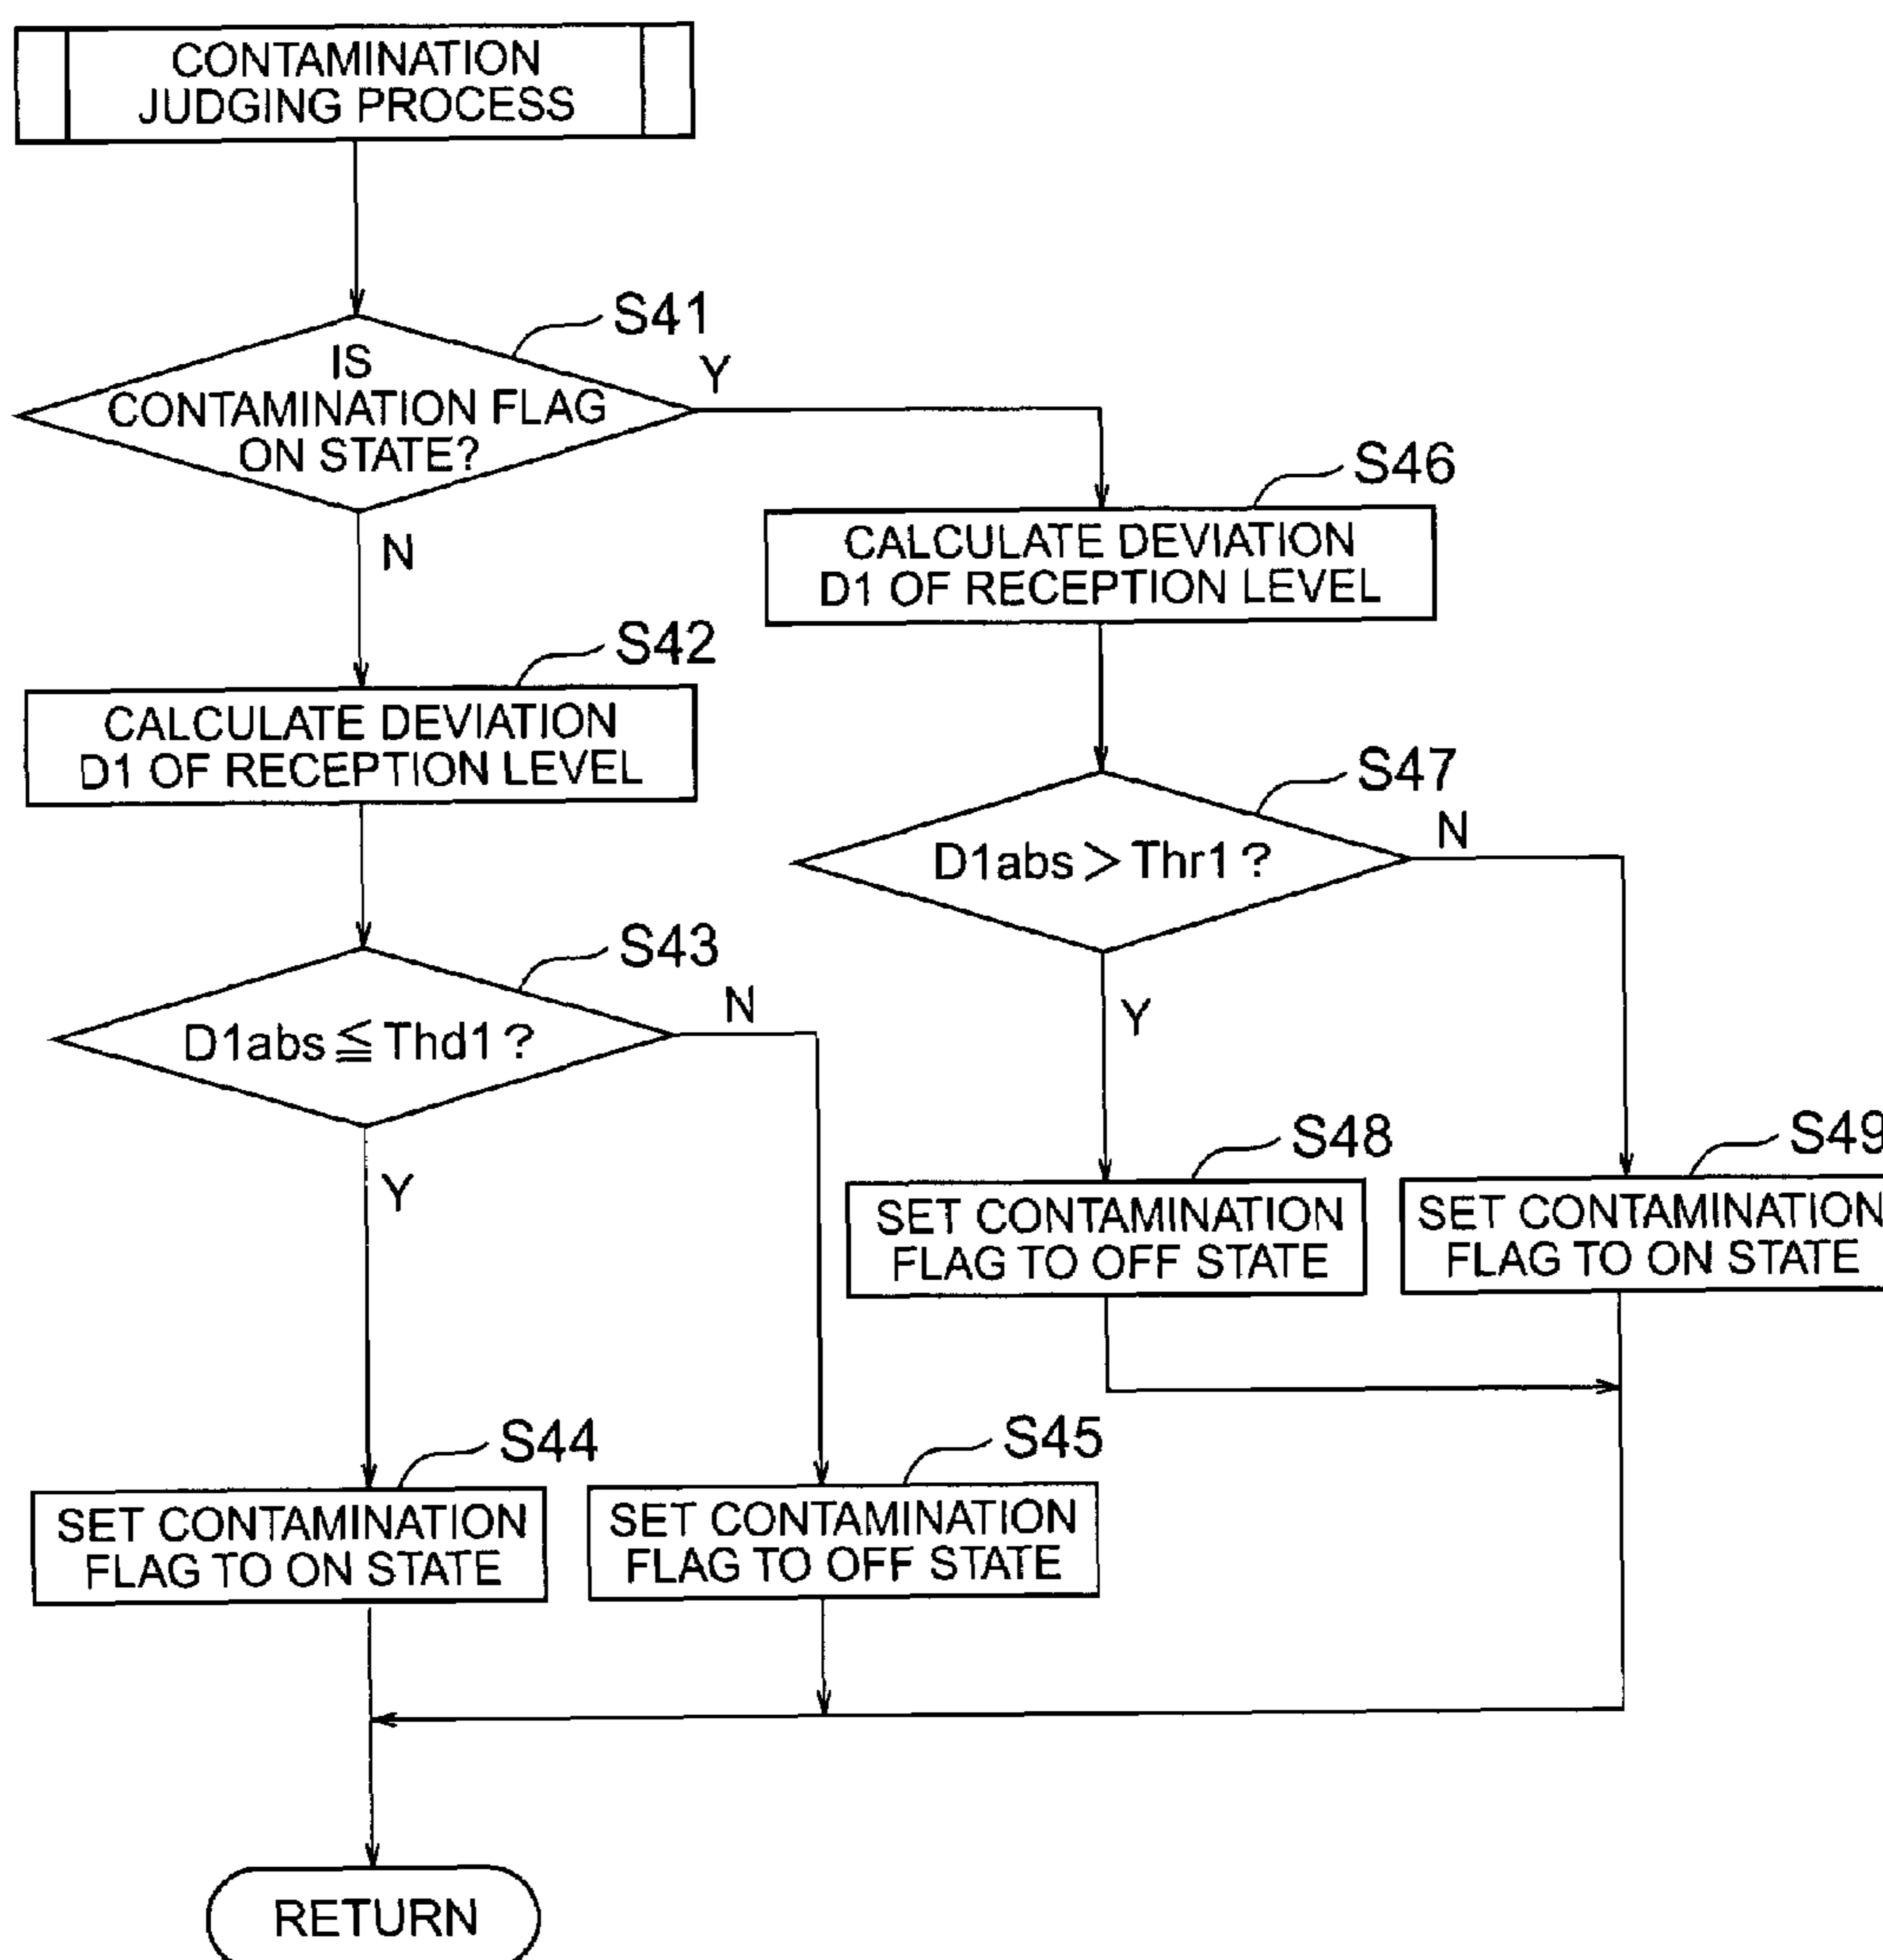 CONTAMINATION
JUDGING PROCESS
S41
IS
CONTAMINATION FLAG
ON STATE?
Y
N
S46
CALCULATE DEVIATION
D1 OF RECEPTION LEVEL
S42
CALCULATE DEVIATION
D1 OF RECEPTION LEVEL
S47
D1abs > Thr1 ?
N
Y
S43
D1abs ≦ Thd1 ?
N
Y
S48
SET CONTAMINATION
FLAG TO OFF STATE
S49
SET CONTAMINATION
FLAG TO ON STATE
S44
SET CONTAMINATION
FLAG TO ON STATE
S45
SET CONTAMINATION
FLAG TO OFF STATE
RETURN